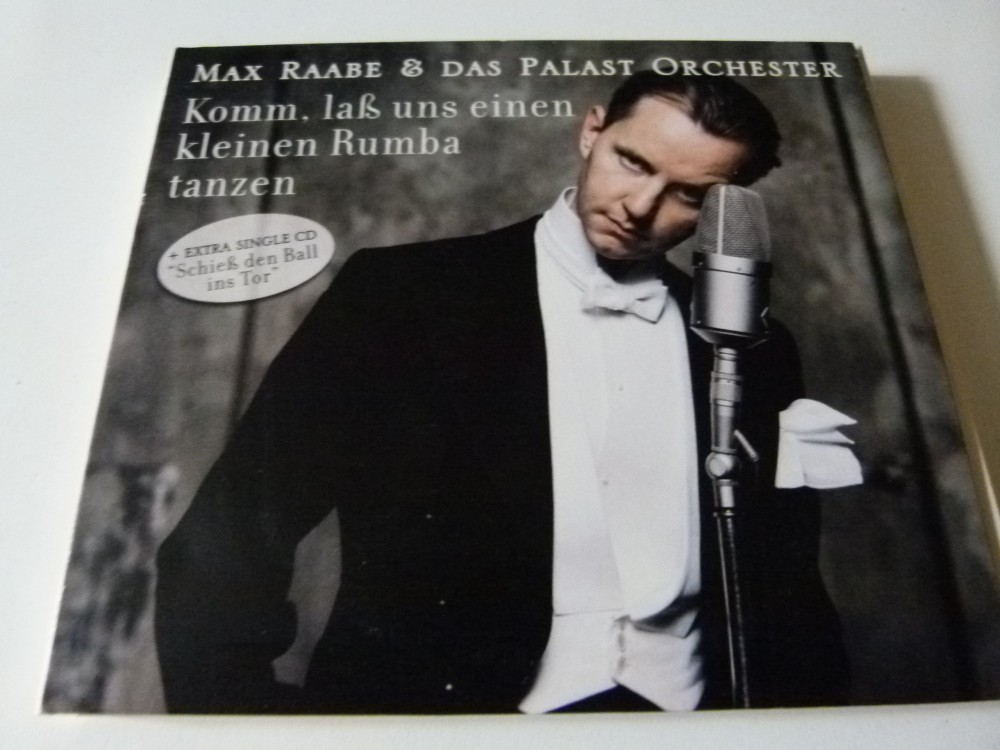 MAX RAABE & DAS PALAST ORCHESTER
Komm, laß uns einen
kleinen Rumba
tanzen
+ EXTRA SINGLE CD
"Schieß den Ball
ins Tor"